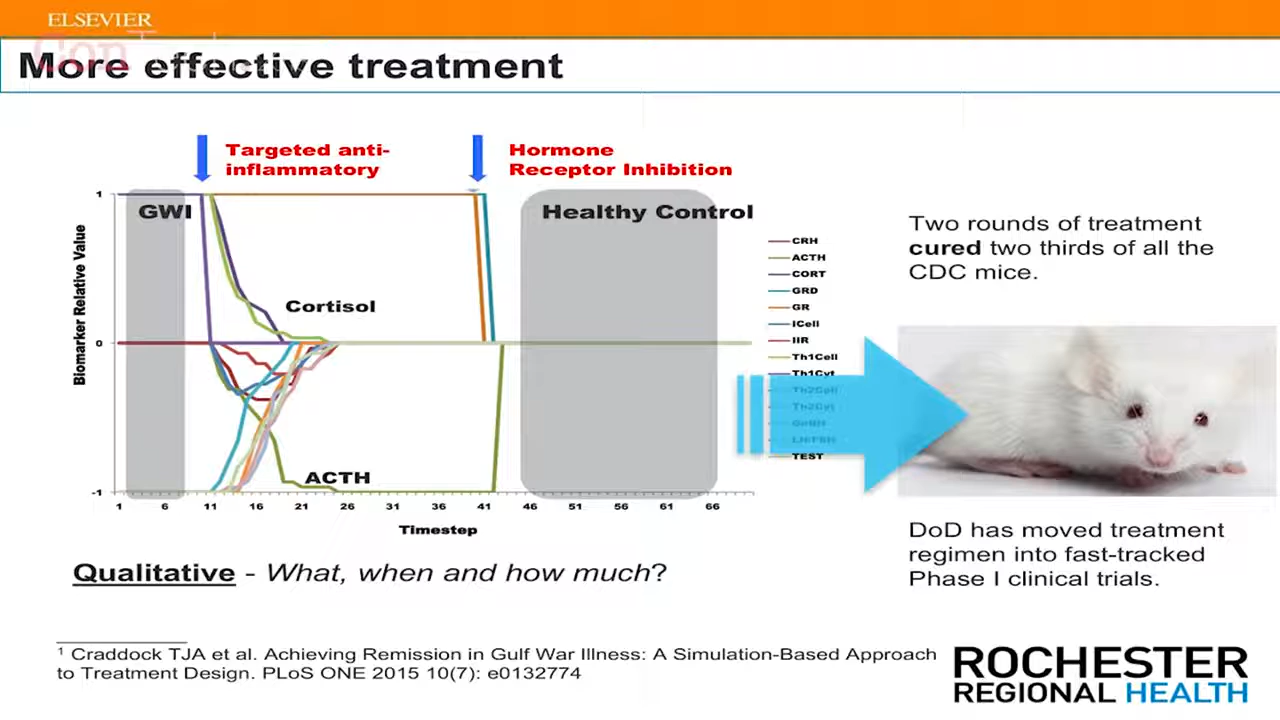 ELSEVIER
More effective treatment
Targeted anti-
inflammatory
Hormone
Receptor Inhibition
1
GWI
Healthy Control
Biomarker Relative Value
Cortisol
0
ACTH
-1
1 6 11 16 21 26 31 36 41 46 51 56 61 66
Timestep
CRH
ACTH
CORT
GRD
GR
ICell
IIR
Th1Cell
Th1Cyt
Th2Cell
Th2Cyt
GnRH
LH/FSH
TEST
Two rounds of treatment
cured two thirds of all the
CDC mice.
DoD has moved treatment
regimen into fast-tracked
Phase I clinical trials.
Qualitative - What, when and how much?
1 Craddock TJA et al. Achieving Remission in Gulf War Illness: A Simulation-Based Approach
to Treatment Design. PLoS ONE 2015 10(7): e0132774
ROCHESTER
REGIONAL HEALTH